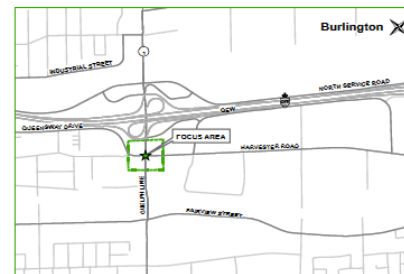 Burlington
INDUSTRIAL STREET
NORTH SERVICE ROAD
QEW
QUEENSWAY DRIVE
FOCUS AREA
HARVESTER ROAD
GUELPH LINE
FAIRVIEW STREET